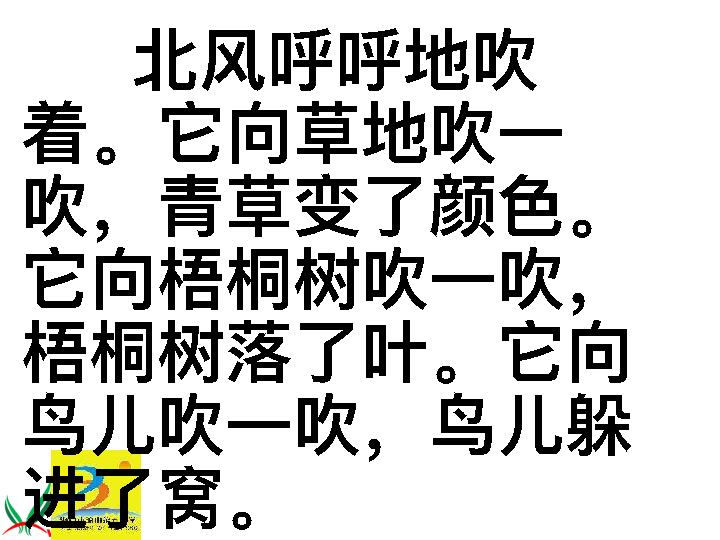 北风呼呼地吹
着。它向草地吹一
吹，青草变了颜色。
它向梧桐树吹一吹，
梧桐树落了叶。它向
鸟儿吹一吹，鸟儿躲
进了窝。